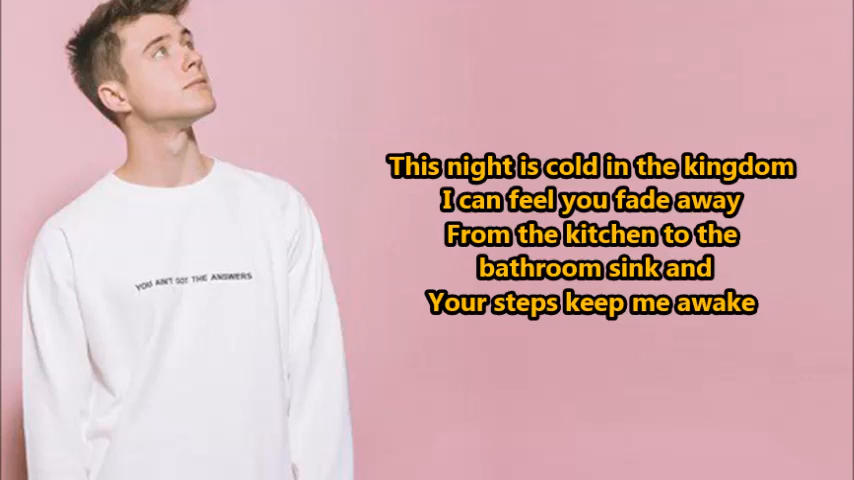 YOU AIN'T GOT THE ANSWERS
This night is cold in the kingdom
I can feel you fade away
From the kitchen to the
bathroom sink and
Your steps keep me awake